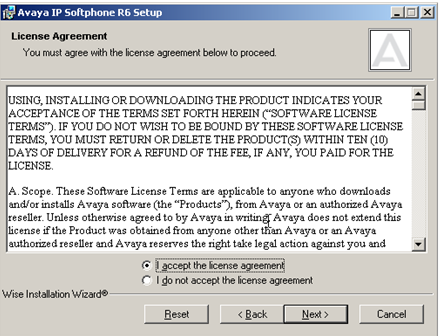 Avaya IP Softphone R6 Setup
License Agreement
You must agree with the license agreement below to proceed.
USING, INSTALLING OR DOWNLOADING THE PRODUCT INDICATES YOUR
ACCEPTANCE OF THE TERMS SET FORTH HEREIN ("SOFTWARE LICENSE
TERMS"). IF YOU DO NOT WISH TO BE BOUND BY THESE SOFTWARE LICENSE
TERMS, YOU MUST RETURN OR DELETE THE PRODUCT(S) WITHIN TEN (10)
DAYS OF DELIVERY FOR A REFUND OF THE FEE, IF ANY, YOU PAID FOR THE
LICENSE.
A. Scope. These Software License Terms are applicable to anyone who downloads
and/or installs Avaya software (the "Products"), from Avaya or an authorized Avaya
reseller. Unless otherwise agreed to by Avaya in writing, Avaya does not extend this
license if the Product was obtained from anyone other than Avaya or an Avaya
authorized reseller and Avaya reserves the right take legal action against you and
I accept the license agreement
I do not accept the license agreement
Wise Installation Wizard®
Reset
< Back
Next >
Cancel